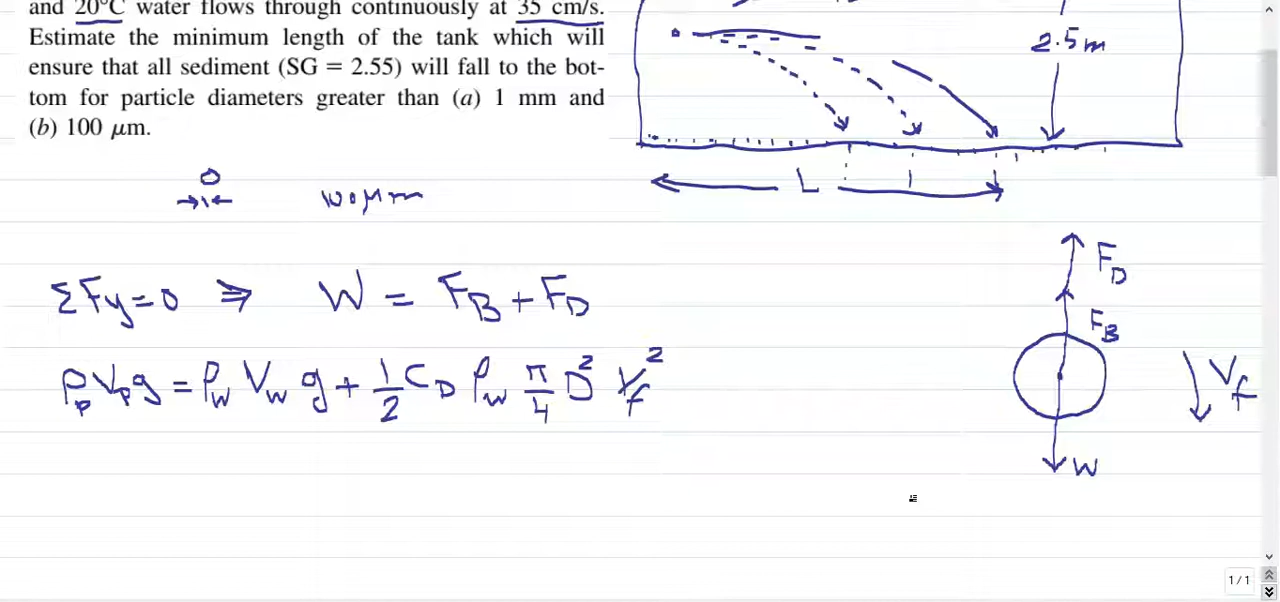 and 20°C water flows through continuously at 35 cm/s.
Estimate the minimum length of the tank which will
ensure that all sediment (SG = 2.55) will fall to the bot-
tom for particle diameters greater than (a) 1 mm and
(b) 100 μm.
2.5m
L
100μm
ΣFy=0 ⇒ W = F_B + F_D
ρ_p V_p g = ρ_w V_w g + 1/2 C_D ρ_w π/4 D² V_f²
F_D
F_B
V_f
W
1/1